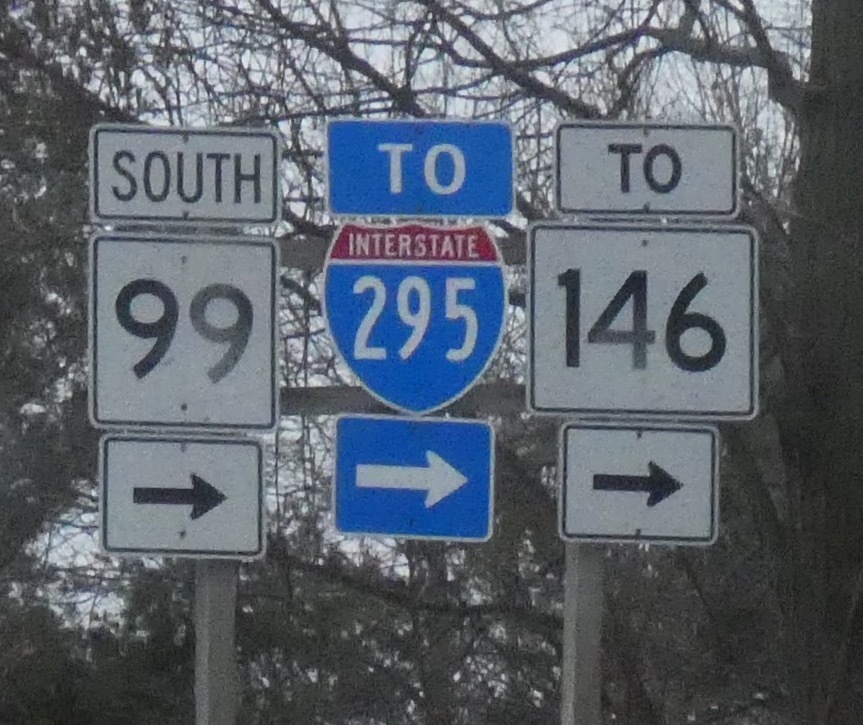 SOUTH
99
TO
INTERSTATE
295
TO
146